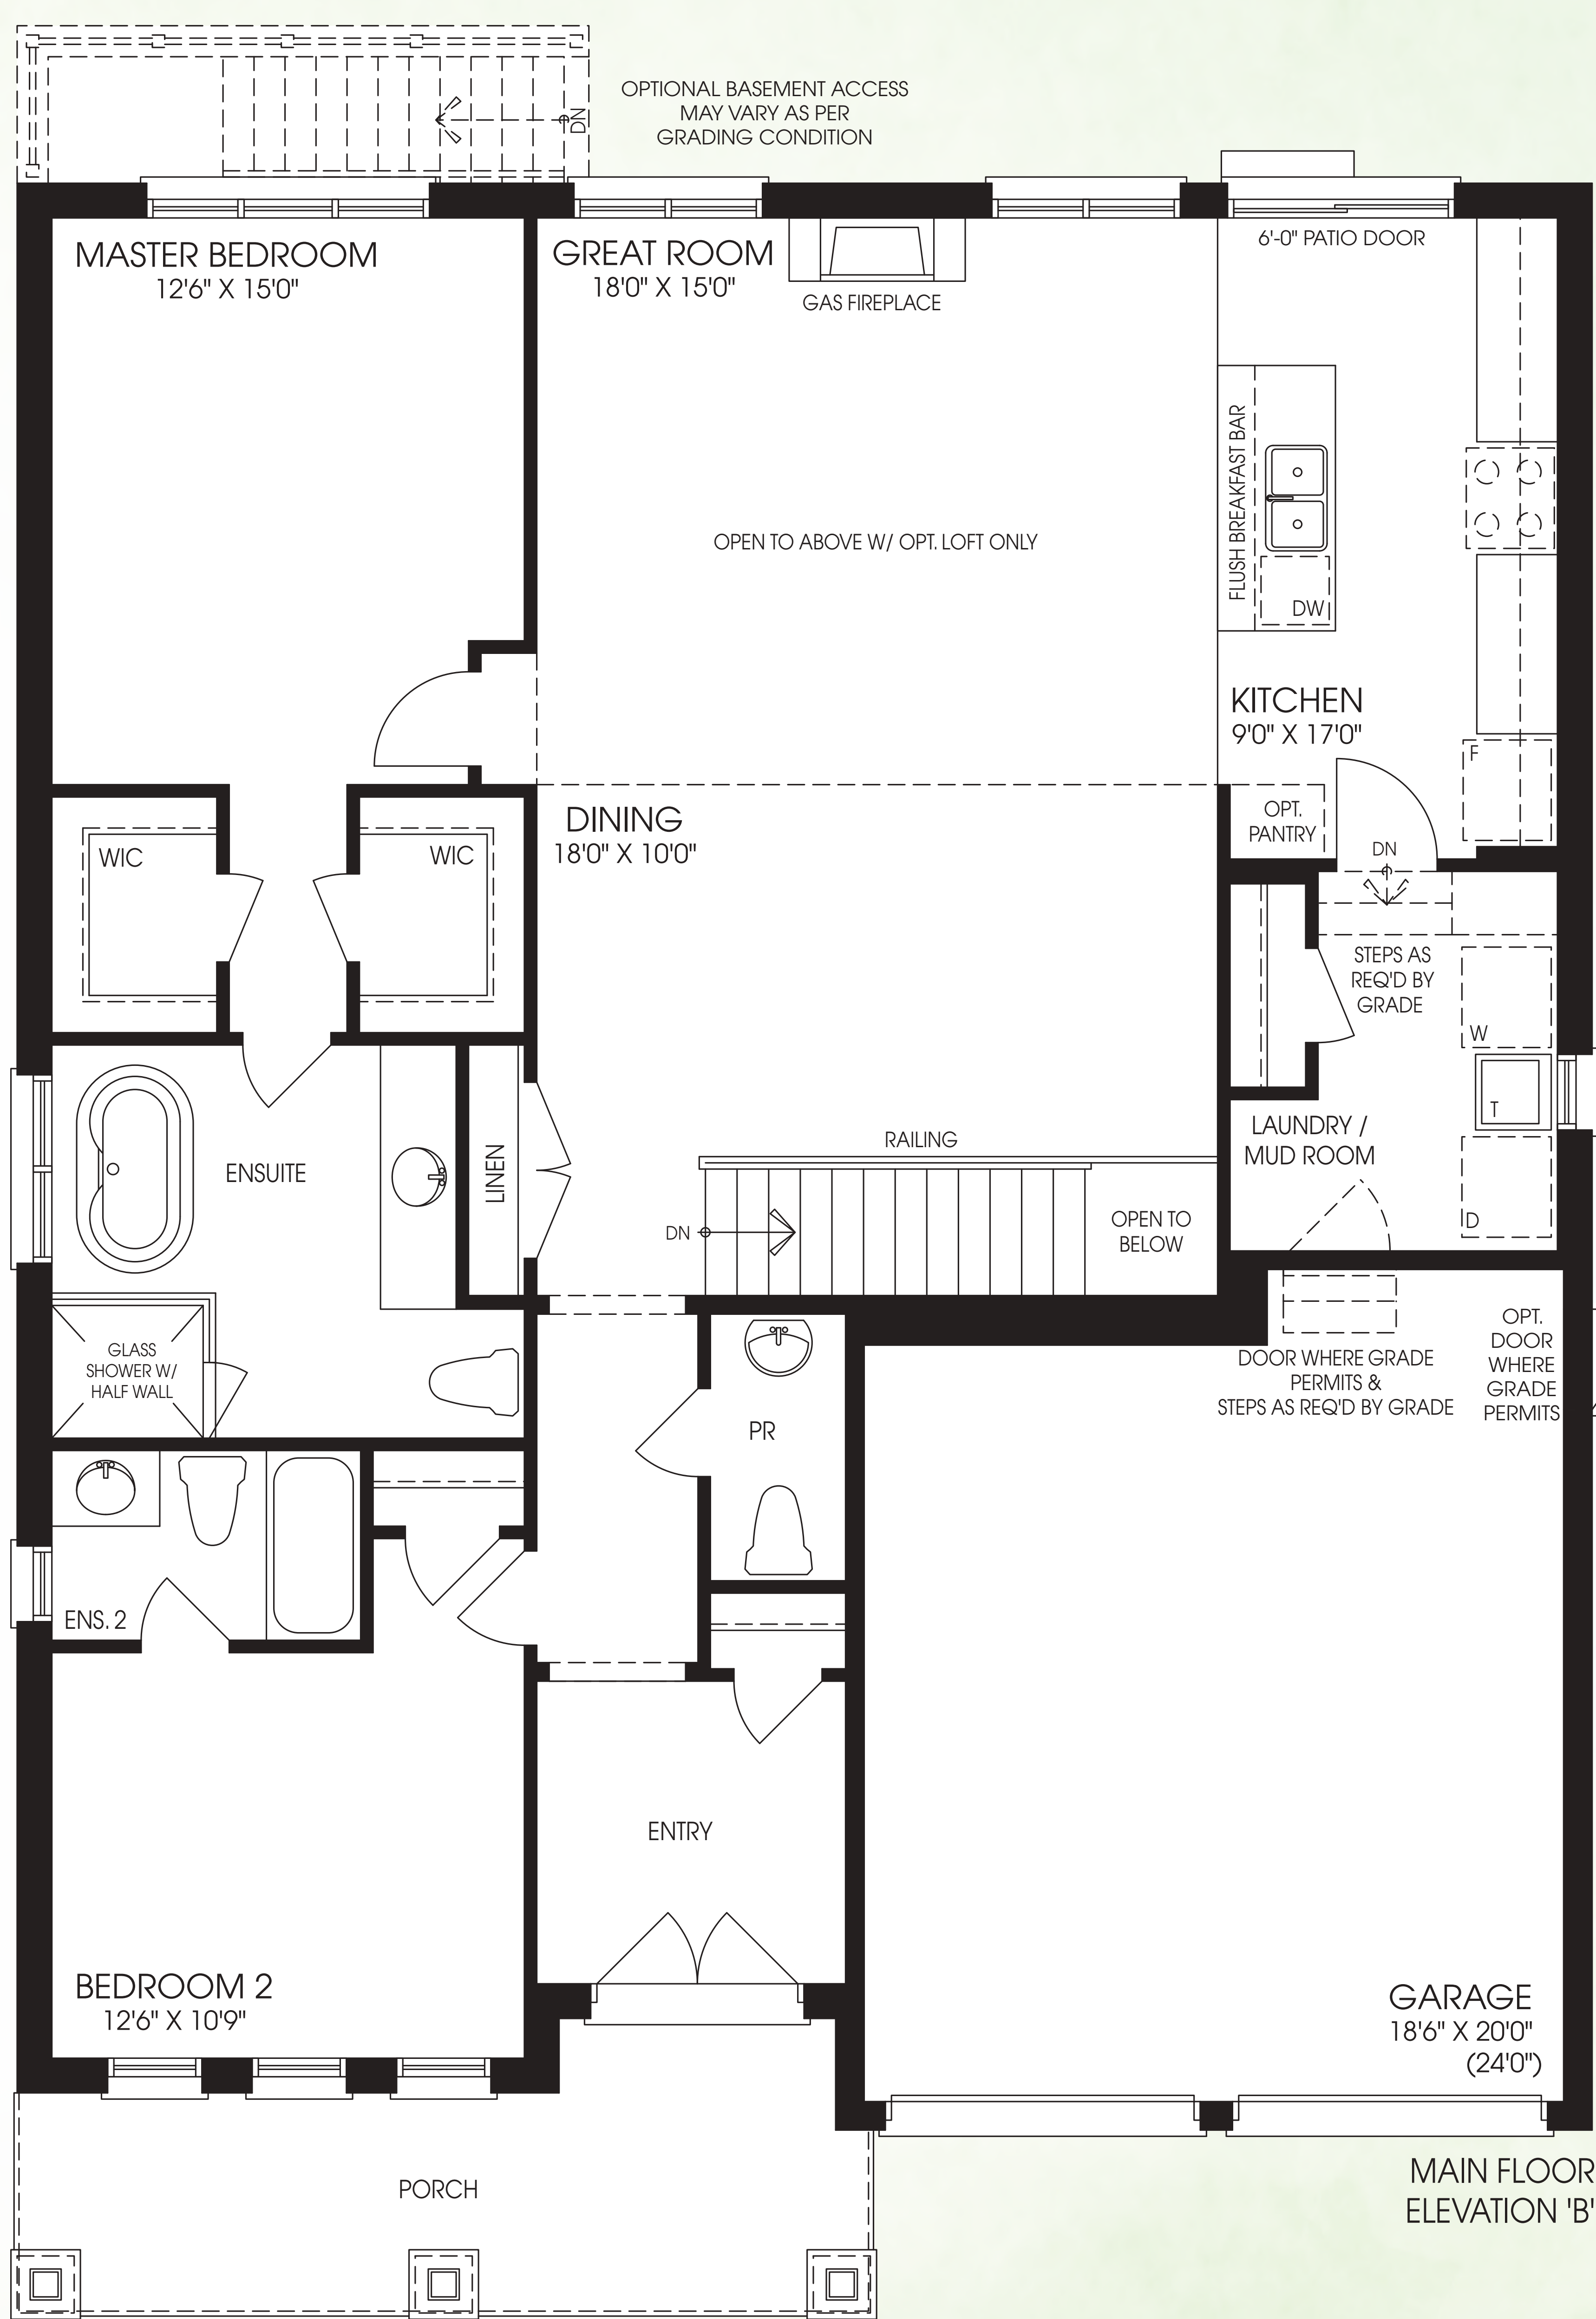 OPTIONAL BASEMENT ACCESS
MAY VARY AS PER
GRADING CONDITION
DN
MASTER BEDROOM
12'6" X 15'0"
GREAT ROOM
18'0" X 15'0"
GAS FIREPLACE
6'-0" PATIO DOOR
OPEN TO ABOVE W/ OPT. LOFT ONLY
FLUSH BREAKFAST BAR
DW
KITCHEN
9'0" X 17'0"
F
DINING
18'0" X 10'0"
OPT.
PANTRY
DN
WIC
WIC
STEPS AS
REQ'D BY
GRADE
W
T
LAUNDRY /
MUD ROOM
D
RAILING
ENSUITE
LINEN
DN
OPEN TO
BELOW
GLASS
SHOWER W/
HALF WALL
PR
DOOR WHERE GRADE
PERMITS &
STEPS AS REQ'D BY GRADE
OPT.
DOOR
WHERE
GRADE
PERMITS
ENS. 2
ENTRY
BEDROOM 2
12'6" X 10'9"
GARAGE
18'6" X 20'0"
(24'0")
PORCH
MAIN FLOOR
ELEVATION 'B'